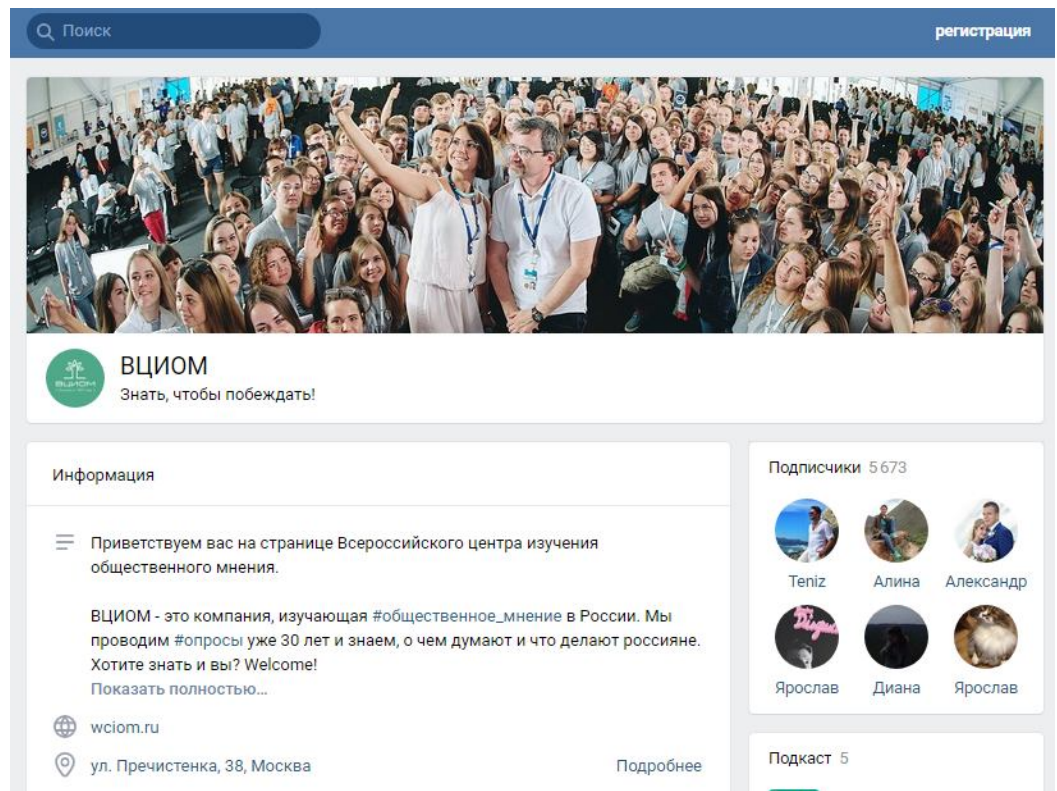 Поиск
регистрация
ВЦИОМ
ВЦИОМ
Знать, чтобы побеждать!
Информация
Приветствуем вас на странице Всероссийского центра изучения
общественного мнения.
ВЦИОМ - это компания, изучающая #общественное_мнение в России. Мы
проводим #опросы уже 30 лет и знаем, о чем думают и что делают россияне.
Хотите знать и вы? Welcome!
Показать полностью...
wciom.ru
ул. Пречистенка, 38, Москва
Подробнее
Подписчики 5 673
Teniz
Алина
Александр
Ярослав
Диана
Ярослав
Подкаст 5